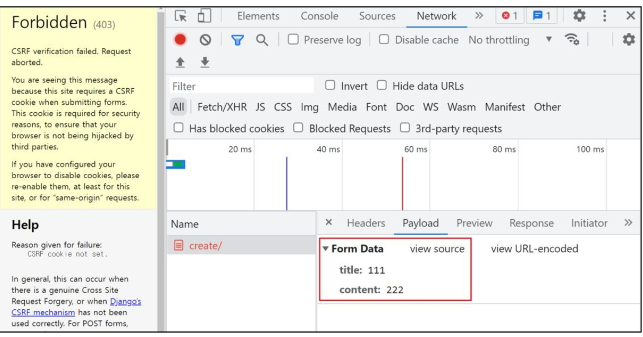 Forbidden (403)
CSRF verification failed. Request
aborted.
You are seeing this message
because this site requires a CSRF
cookie when submitting forms.
This cookie is required for security
reasons, to ensure that your
browser is not being hijacked by
third parties.
If you have configured your
browser to disable cookies, please
re-enable them, at least for this
site, or for "same-origin" requests.
Help
Reason given for failure:
CSRF cookie not set.
In general, this can occur when
there is a genuine Cross Site
Request Forgery, or when Django's
CSRF mechanism has not been
used correctly. For POST forms,
Elements Console Sources Network » 1 1
Preserve log Disable cache No throttling
Filter Invert Hide data URLs
All Fetch/XHR JS CSS Img Media Font Doc WS Wasm Manifest Other
Has blocked cookies Blocked Requests 3rd-party requests
20 ms 40 ms 60 ms 80 ms 100 ms
Name × Headers Payload Preview Response Initiator »
create/ ▼ Form Data view source view URL-encoded
title: 111
content: 222